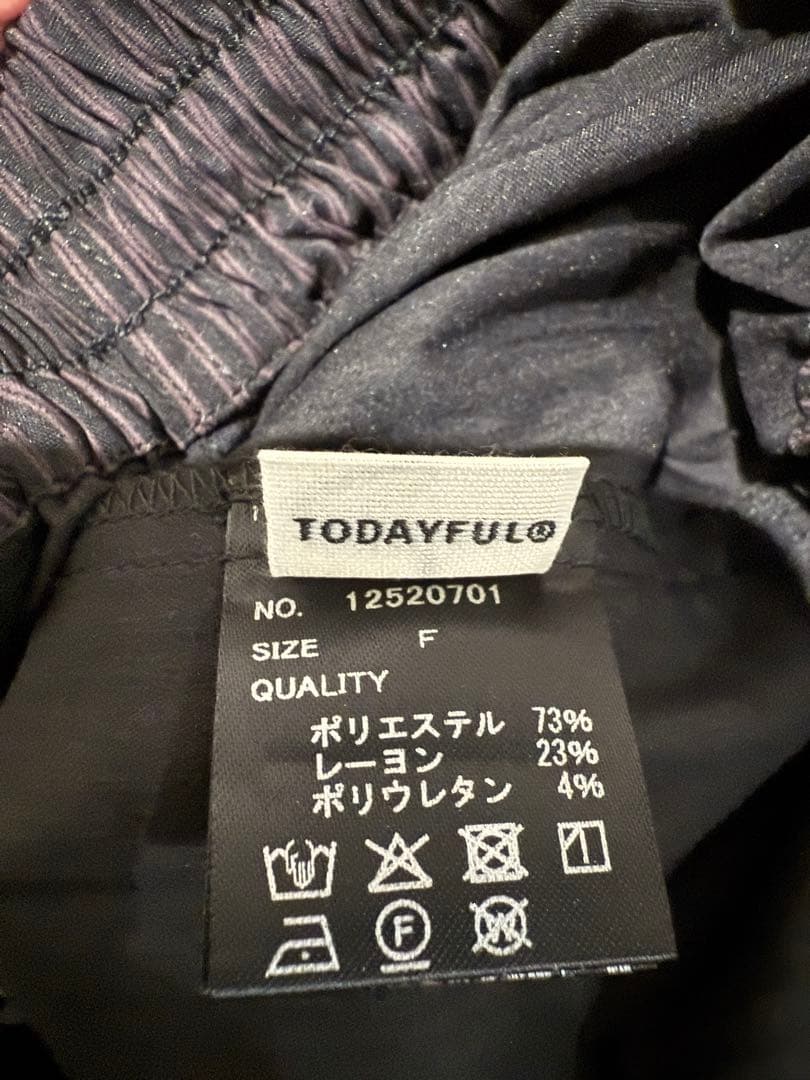 TODAYFUL®
NO. 12520701
SIZE F
QUALITY
ポリエステル 73%
レーヨン 23%
ポリウレタン 4%
F
W